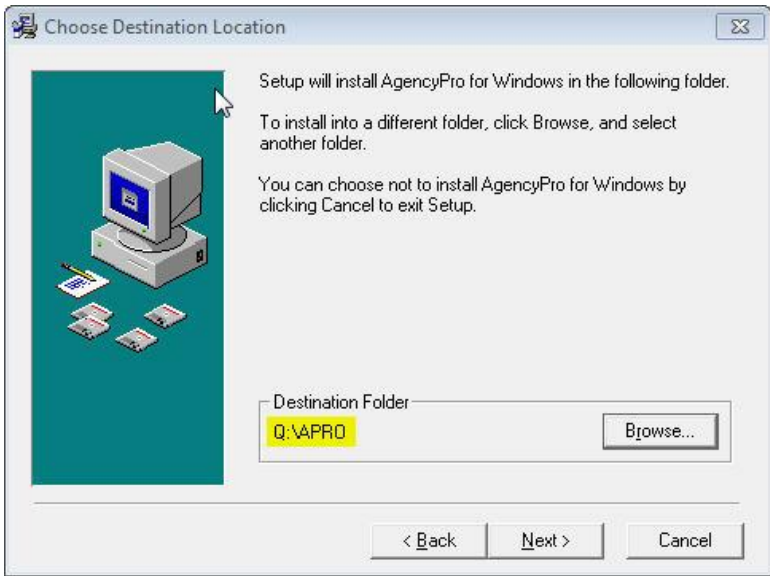 Choose Destination Location
Setup will install AgencyPro for Windows in the following folder.
To install into a different folder, click Browse, and select
another folder.
You can choose not to install AgencyPro for Windows by
clicking Cancel to exit Setup.
Destination Folder
Q:\APRO
Browse...
< Back
Next >
Cancel